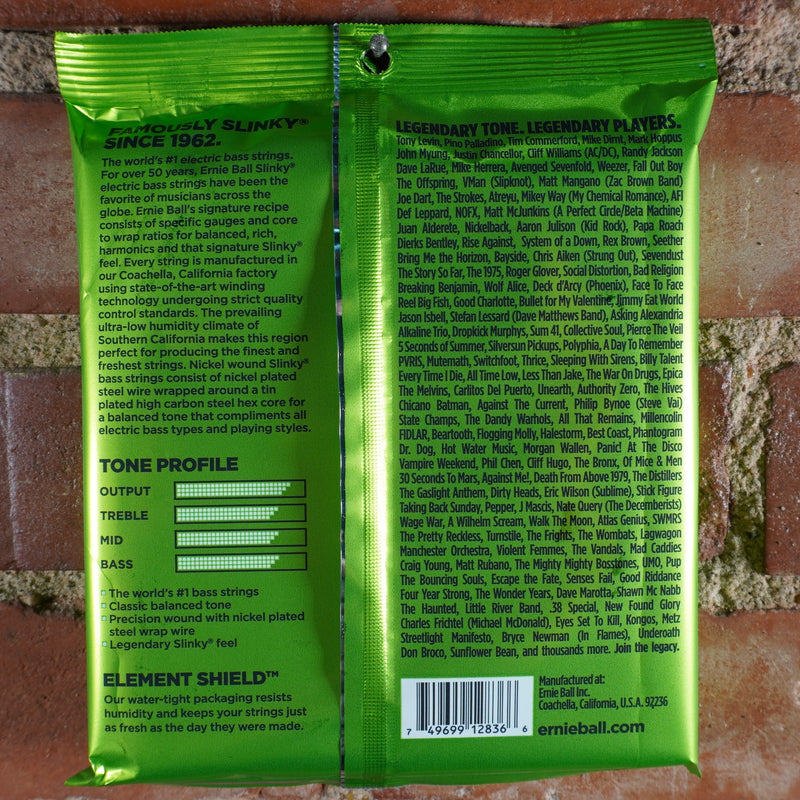 FAMOUSLY SLINKY®
SINCE 1962.
The world's #1 electric bass strings.
For over 50 years, Ernie Ball Slinky®
electric bass strings have been the
favorite of musicians across the
globe. Ernie Ball's signature recipe
consists of specific gauges and core
to wrap ratios for balanced, rich,
harmonics and that signature Slinky®
feel. Every string is manufactured in
our Coachella, California factory
using state-of-the-art winding
technology undergoing strict quality
control standards. The prevailing
ultra-low humidity climate of
Southern California makes this region
perfect for producing the finest and
freshest strings. Nickel wound Slinky®
bass strings consist of nickel plated
steel wire wrapped around a tin
plated high carbon steel hex core for
a balanced tone that compliments all
electric bass types and playing styles.
TONE PROFILE
OUTPUT
TREBLE
MID
BASS
The world's #1 bass strings
Classic balanced tone
Precision wound with nickel plated
steel wrap wire
Legendary Slinky® feel
ELEMENT SHIELD™
Our water-tight packaging resists
humidity and keeps your strings just
as fresh as the day they were made.
LEGENDARY TONE. LEGENDARY PLAYERS.
Tony Levin, Pino Palladino, Tim Commerford, Mike Dirnt, Mark Hoppus
John Myung, Justin Chancellor, Cliff Williams (AC/DC), Randy Jackson
Dave LaRue, Mike Herrera, Avenged Sevenfold, Weezer, Fall Out Boy
The Offspring, VMan (Slipknot), Matt Mangano (Zac Brown Band)
Joe Dart, The Strokes, Atreyu, Mikey Way (My Chemical Romance), AFI
Def Leppard, NOFX, Matt McJunkins (A Perfect Circle/Beta Machine)
Juan Alderete, Nickelback, Aaron Julison (Kid Rock), Papa Roach
Dierks Bentley, Rise Against, System of a Down, Rex Brown, Seether
Bring Me the Horizon, Bayside, Chris Aiken (Strung Out), Sevendust
The Story So Far, The 1975, Roger Glover, Social Distortion, Bad Religion
Breaking Benjamin, Wolf Alice, Deck d'Arcy (Phoenix), Face To Face
Reel Big Fish, Good Charlotte, Bullet for My Valentine, Jimmy Eat World
Jason Isbell, Stefan Lessard (Dave Matthews Band), Asking Alexandria
Alkaline Trio, Dropkick Murphys, Sum 41, Collective Soul, Pierce The Veil
5 Seconds of Summer, Silversun Pickups, Polyphia, A Day To Remember
PVRIS, Mutemath, Switchfoot, Thrice, Sleeping With Sirens, Billy Talent
Every Time I Die, All Time Low, Less Than Jake, The War On Drugs, Epica
The Melvins, Carlitos Del Puerto, Unearth, Authority Zero, The Hives
Chicano Batman, Against The Current, Philip Bynoe (Steve Vai)
State Champs, The Dandy Warhols, All That Remains, Millencolin
FIDLAR, Beartooth, Flogging Molly, Halestorm, Best Coast, Phantogram
Dr. Dog, Hot Water Music, Morgan Wallen, Panic! At The Disco
Vampire Weekend, Phil Chen, Cliff Hugo, The Bronx, Of Mice & Men
30 Seconds To Mars, Against Me!, Death From Above 1979, The Distillers
The Gaslight Anthem, Dirty Heads, Eric Wilson (Sublime), Stick Figure
Taking Back Sunday, Pepper, J Mascis, Nate Query (The Decemberists)
Wage War, A Wilhelm Scream, Walk The Moon, Atlas Genius, SWMRS
The Pretty Reckless, Turnstile, The Frights, The Wombats, Lagwagon
Manchester Orchestra, Violent Femmes, The Vandals, Mad Caddies
Craig Young, Matt Rubano, The Mighty Mighty Bosstones, UMO, Pup
The Bouncing Souls, Escape the Fate, Senses Fail, Good Riddance
Four Year Strong, The Wonder Years, Dave Marotta, Shawn Mc Nabb
The Haunted, Little River Band, .38 Special, New Found Glory
Charles Frichtel (Michael McDonald), Eyes Set To Kill, Kongos, Metz
Streetlight Manifesto, Bryce Newman (In Flames), Underoath
Don Broco, Sunflower Bean, and thousands more. Join the legacy.
7 49699 12836 6
Manufactured at:
Ernie Ball Inc.
Coachella, California, U.S.A. 92236
ernieball.com